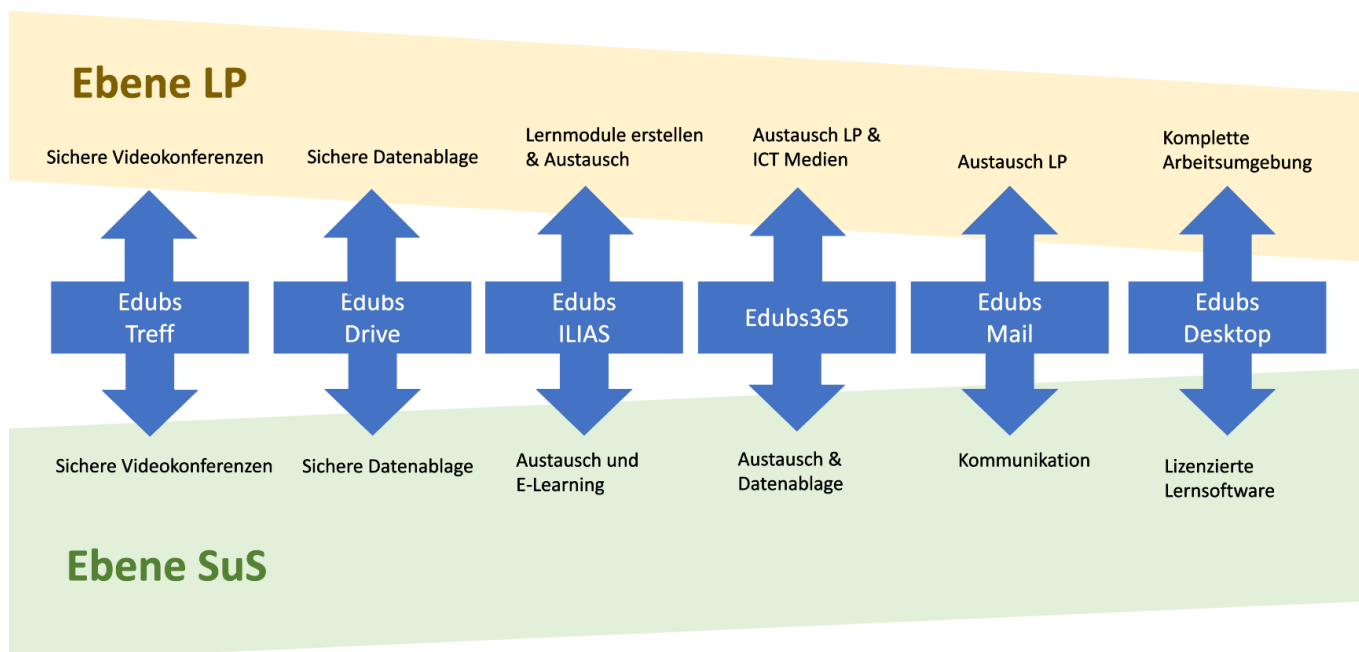 Ebene LP
Sichere Videokonferenzen
Sichere Datenablage
Lernmodule erstellen
& Austausch
Austausch LP &
ICT Medien
Austausch LP
Komplette
Arbeitsumgebung
Edubs
Treff
Edubs
Drive
Edubs
ILIAS
Edubs365
Edubs
Mail
Edubs
Desktop
Sichere Videokonferenzen
Sichere Datenablage
Austausch und
E-Learning
Austausch &
Datenablage
Kommunikation
Lizenzierte
Lernsoftware
Ebene SuS